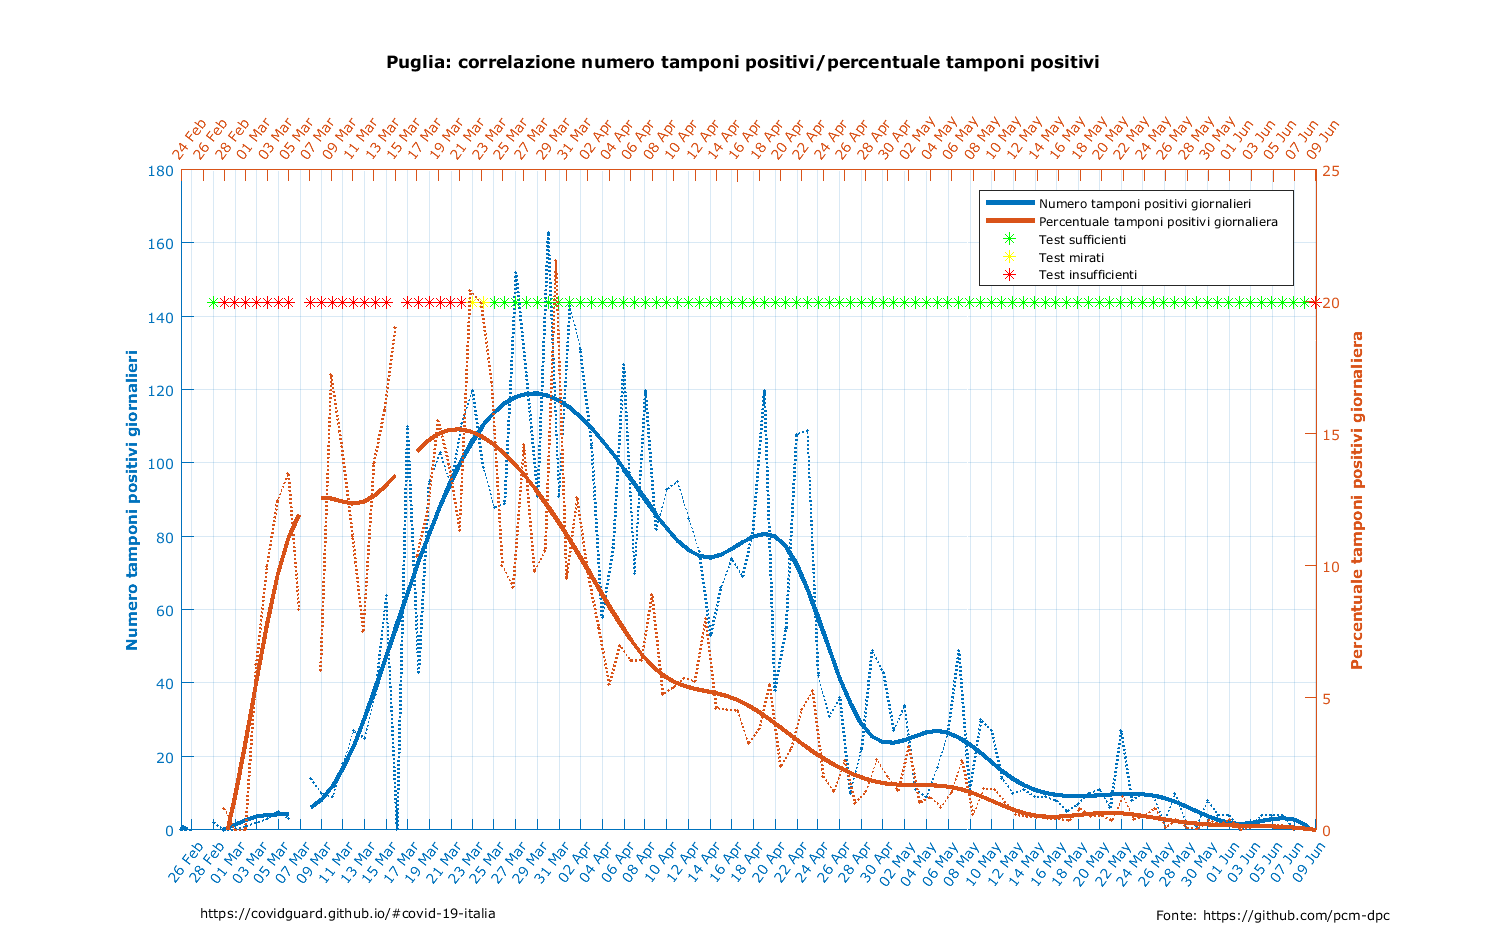 Puglia: correlazione numero tamponi positivi/percentuale tamponi positivi
24 Feb 26 Feb 28 Feb 01 Mar 03 Mar 05 Mar 07 Mar 09 Mar 11 Mar 13 Mar 15 Mar 17 Mar 19 Mar 21 Mar 23 Mar 25 Mar 27 Mar 29 Mar 31 Mar 02 Apr 04 Apr 06 Apr 08 Apr 10 Apr 12 Apr 14 Apr 16 Apr 18 Apr 20 Apr 22 Apr 24 Apr 26 Apr 28 Apr 30 Apr 02 May 04 May 06 May 08 May 10 May 12 May 14 May 16 May 18 May 20 May 22 May 24 May 26 May 28 May 30 May 01 Jun 03 Jun 05 Jun 07 Jun 09 Jun
180 25
Numero tamponi positivi giornalieri
Percentuale tamponi positivi giornaliera
Test sufficienti
Test mirati
Test insufficienti
160
140 20
120
100 15
80
60 10
40
20 5
0 0
Numero tamponi positivi giornalieri
Percentuale tamponi positivi giornaliera
26 Feb 28 Feb 01 Mar 03 Mar 05 Mar 07 Mar 09 Mar 11 Mar 13 Mar 15 Mar 17 Mar 19 Mar 21 Mar 23 Mar 25 Mar 27 Mar 29 Mar 31 Mar 02 Apr 04 Apr 06 Apr 08 Apr 10 Apr 12 Apr 14 Apr 16 Apr 18 Apr 20 Apr 22 Apr 24 Apr 26 Apr 28 Apr 30 Apr 02 May 04 May 06 May 08 May 10 May 12 May 14 May 16 May 18 May 20 May 22 May 24 May 26 May 28 May 30 May 01 Jun 03 Jun 05 Jun 07 Jun 09 Jun
https://covidguard.github.io/#covid-19-italia
Fonte: https://github.com/pcm-dpc